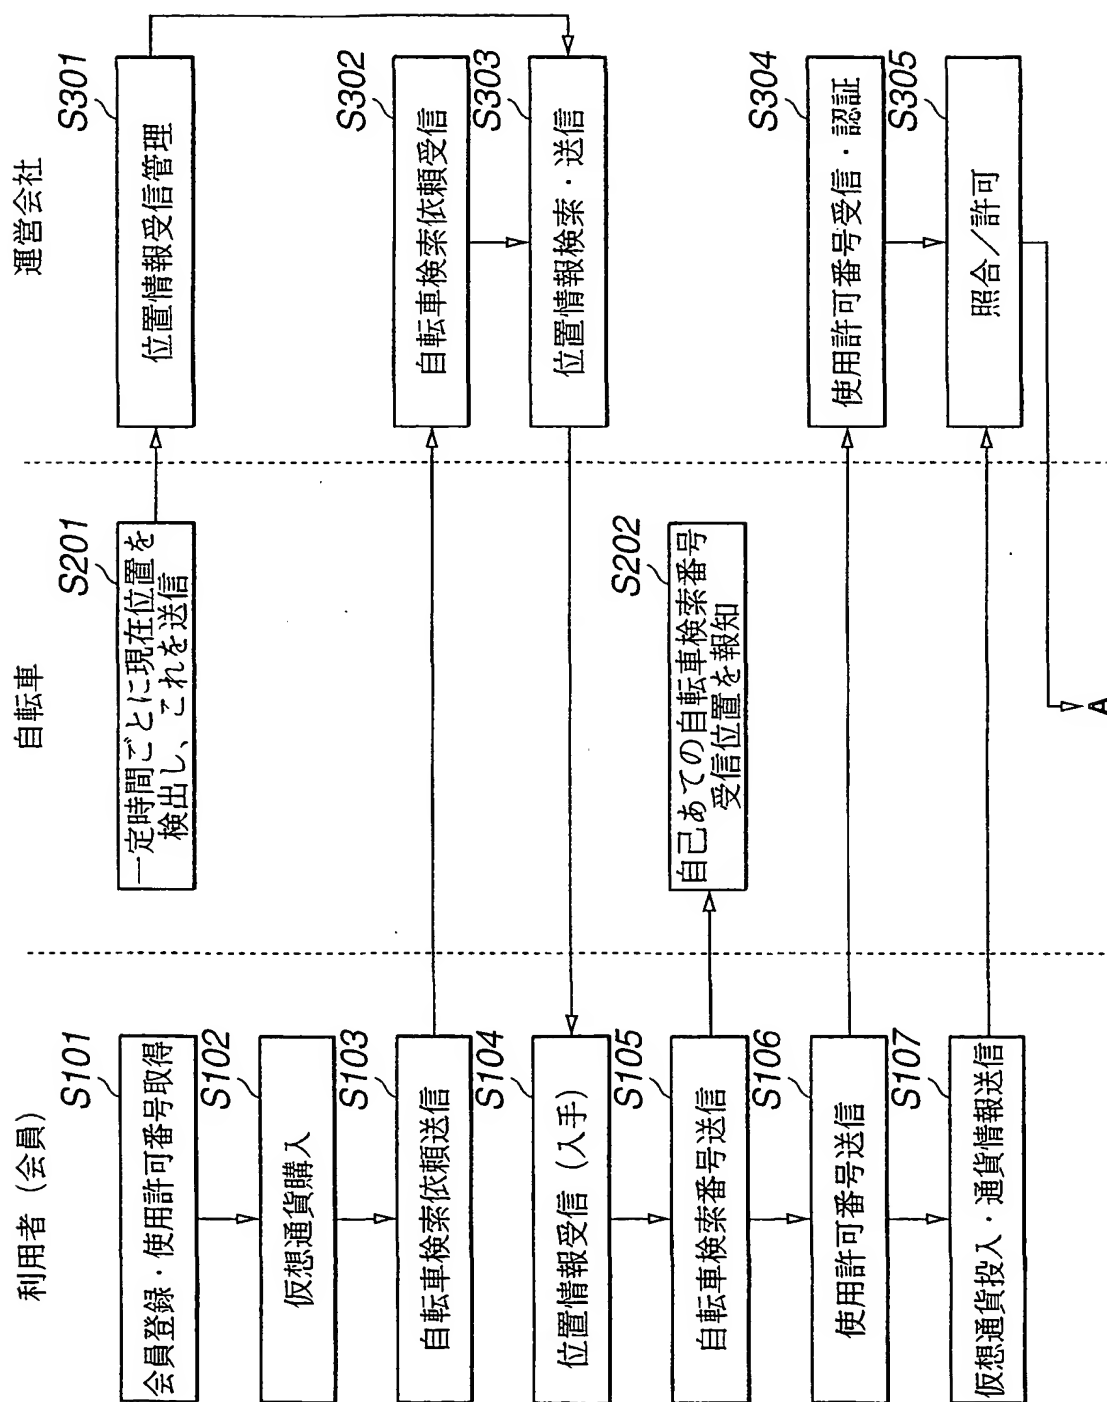 利用者（会員）
自転車
運営会社
S101
会員登録・使用許可番号取得
S102
仮想通貨購入
S103
自転車検索依頼送信
S104
位置情報受信（入手）
S105
自転車検索番号送信
S106
使用許可番号送信
S107
仮想通貨投入・通貨情報送信
S201
一定時間ごとに現在位置を
検出し、これを送信
S202
自己あての自転車検索番号
受信位置を報知
S301
位置情報受信管理
S302
自転車検索依頼受信
S303
位置情報検索・送信
S304
使用許可番号受信・認証
S305
照合／許可
A